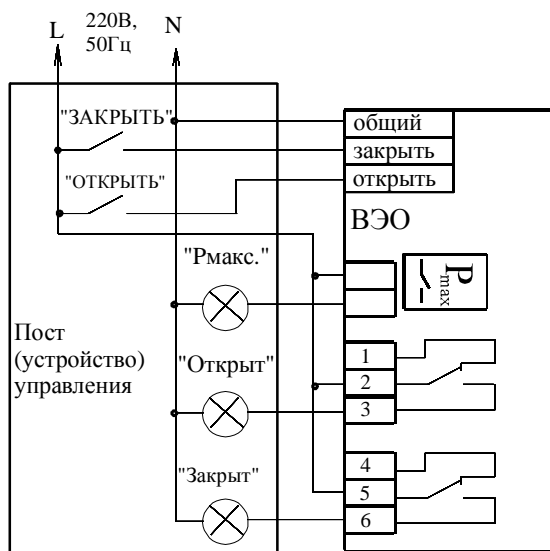 L
220В,
50Гц
N
"ЗАКРЫТЬ"
"ОТКРЫТЬ"
общий
закрыть
открыть
ВЭО
"Рмакс."
Pmax
Пост
(устройство)
управления
"Открыт"
1
2
3
"Закрыт"
4
5
6